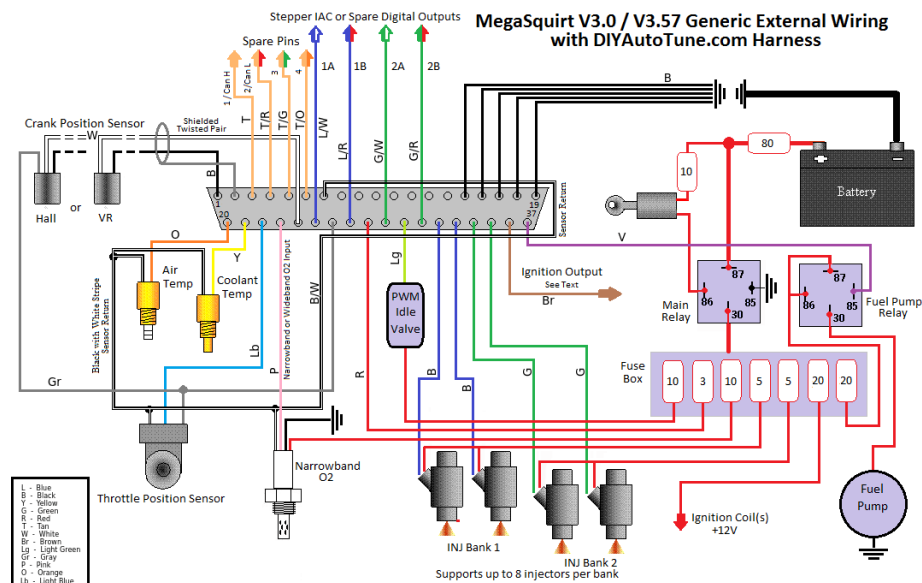 MegaSquirt V3.0 / V3.57 Generic External Wiring
with DIYAutoTune.com Harness
Stepper IAC or Spare Digital Outputs
Spare Pins
1 / Can H
2/Can L
3
4
1A
1B
2A
2B
B
T
T/R
T/G
T/O
L/W
L/R
G/W
G/R
Crank Position Sensor
W
Shielded
Twisted Pair
B
Hall
or
VR
1
19
20
37
Sensor Return
80
10
Battery
V
O
Y
Air
Temp
Coolant
Temp
Black with White Stripe
Sensor Return
Lb
P
Narrowband or Wideband O2 Input
B/W
R
Gr
Lg
PWM
Idle
Valve
Ignition Output
See Text
Br
B
B
G
G
Main
Relay
87
86
85
30
Fuel Pump
Relay
87
86
85
30
Fuse
Box
10
3
10
5
5
20
20
Throttle Position Sensor
Narrowband
O2
INJ Bank 1
INJ Bank 2
Supports up to 8 injectors per bank
Ignition Coil(s)
+12V
Fuel
Pump
L - Blue
B - Black
Y - Yellow
G - Green
R - Red
T - Tan
W - White
Br - Brown
Lg - Light Green
Gr - Gray
P - Pink
O - Orange
Lb - Light Blue